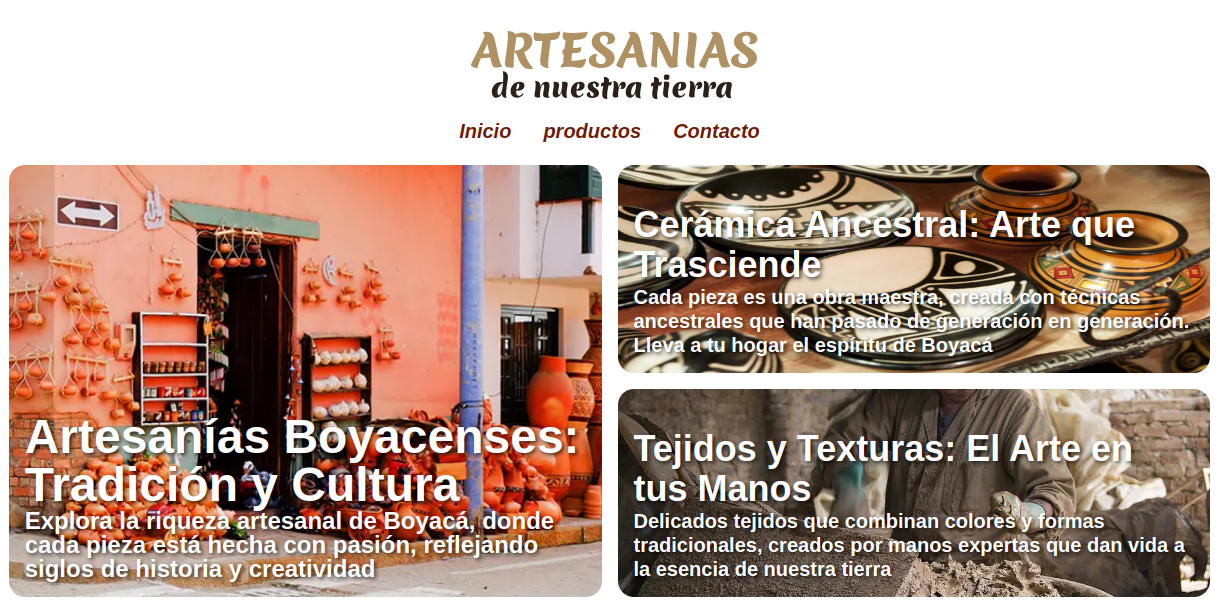 ARTESANIAS
de nuestra tierra
Inicio productos Contacto
Artesanías Boyacenses:
Tradición y Cultura
Explora la riqueza artesanal de Boyacá, donde
cada pieza está hecha con pasión, reflejando
siglos de historia y creatividad
Cerámica Ancestral: Arte que
Trasciende
Cada pieza es una obra maestra, creada con técnicas
ancestrales que han pasado de generación en generación.
Lleva a tu hogar el espíritu de Boyacá
Tejidos y Texturas: El Arte en
tus Manos
Delicados tejidos que combinan colores y formas
tradicionales, creados por manos expertas que dan vida a
la esencia de nuestra tierra